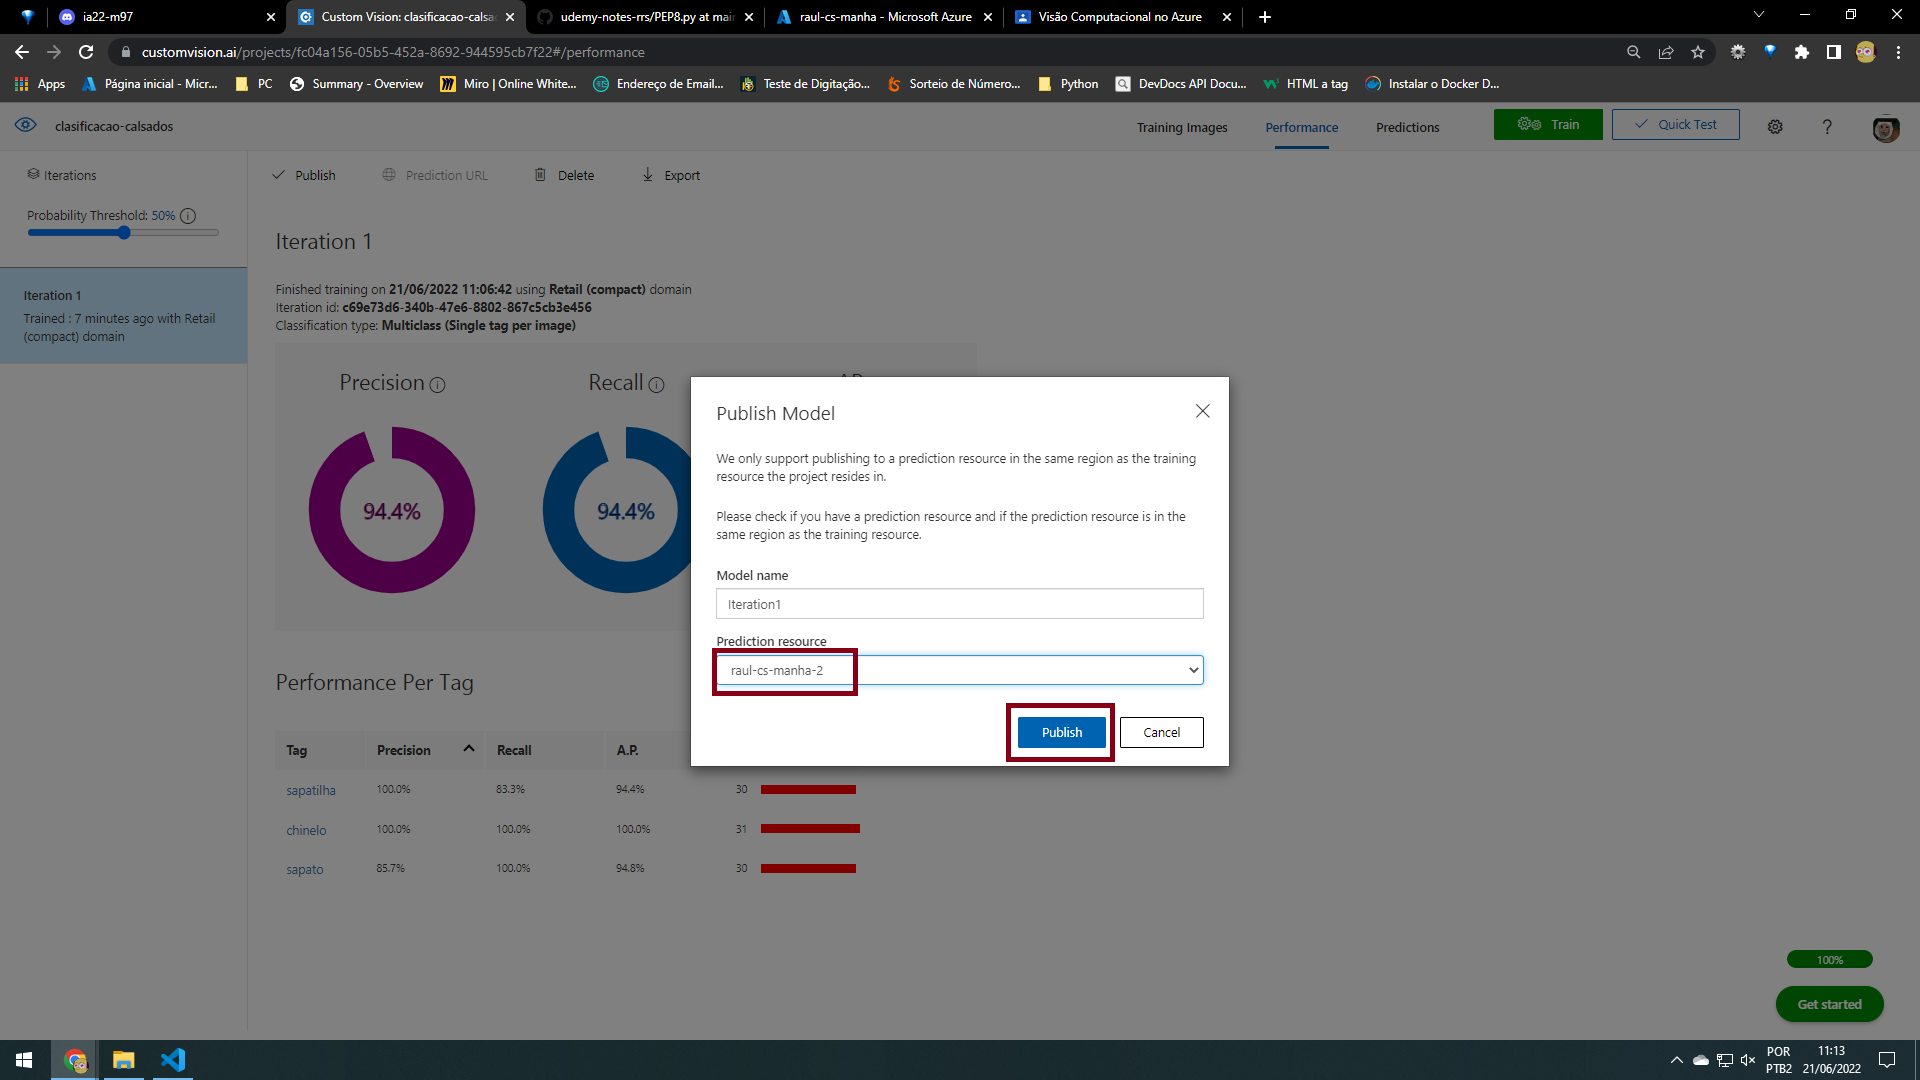 ia22-m97
Custom Vision: clasificacao-calsa
udemy-notes-rrs/PEP8.py at mai
raul-cs-manha - Microsoft Azure
Visão Computacional no Azure
customvision.ai/projects/fc04a156-05b5-452a-8692-944595cb7f22#/performance
Apps
Página inicial - Micr...
PC
Summary - Overview
Miro | Online White...
Endereço de Email...
Teste de Digitação...
Sorteio de Número...
Python
DevDocs API Docu...
HTML a tag
Instalar o Docker D...
clasificacao-calsados
Training Images
Performance
Predictions
Train
Quick Test
?
Iterations
Probability Threshold: 50%
Iteration 1
Trained : 7 minutes ago with Retail
(compact) domain
Publish
Prediction URL
Delete
Export
Iteration 1
Finished training on 21/06/2022 11:06:42 using Retail (compact) domain
Iteration id: c69e73d6-340b-47e6-8802-867c5cb3e456
Classification type: Multiclass (Single tag per image)
Precision
Recall
94.4%
94.4%
Publish Model
We only support publishing to a prediction resource in the same region as the training
resource the project resides in.
Please check if you have a prediction resource and if the prediction resource is in the
same region as the training resource.
Model name
Iteration1
Prediction resource
raul-cs-manha-2
Publish
Cancel
Performance Per Tag
Tag Precision Recall A.P.
sapatilha 100.0% 83.3% 94.4% 30
chinelo 100.0% 100.0% 100.0% 31
sapato 85.7% 100.0% 94.8% 30
100%
Get started
POR
PTB2
11:13
21/06/2022